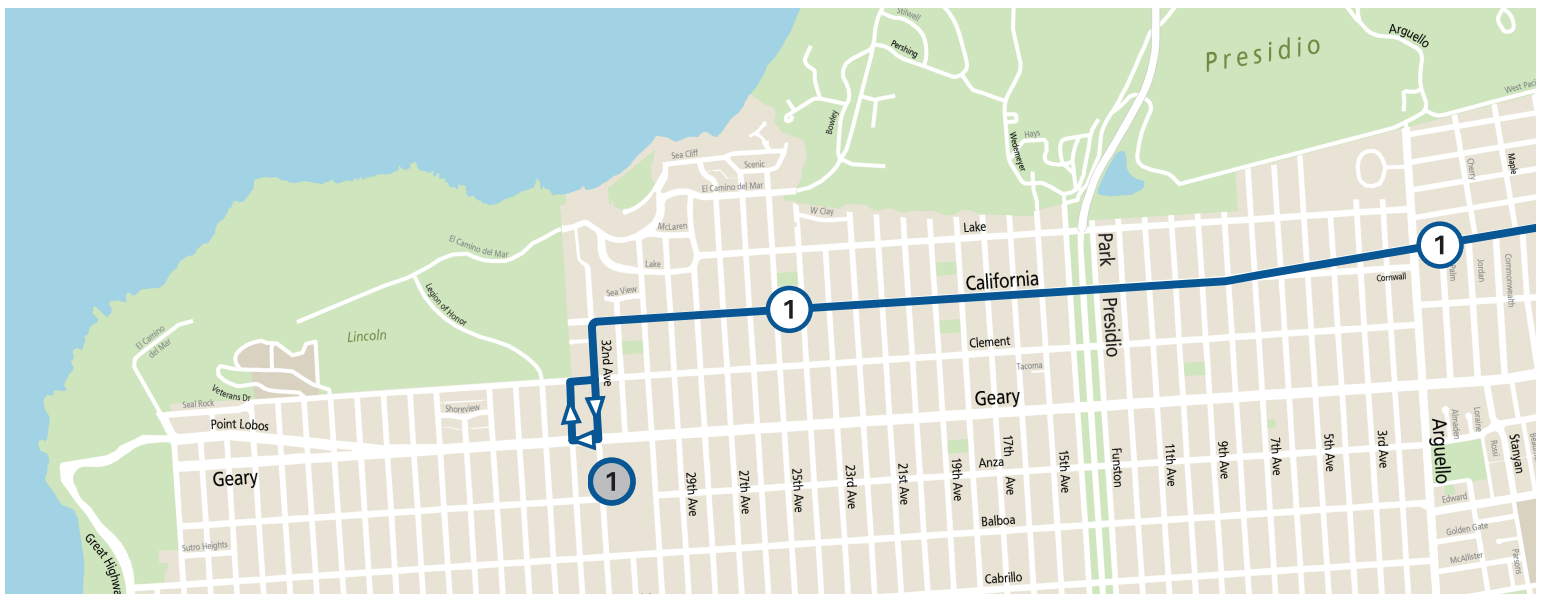 Stilwell
Pershing
Arguello
Presidio
Bowley
Hays
Wedemeyer
Sea Cliff
Scenic
El Camino del Mar
W Clay
McLaren
Lake
Lake
Cherry
Maple
El Camino del Mar
Park Presidio
1
California
Cornwall
Jordan
Commonwealth
Sea View
1
Legion of Honor
Lincoln
El Camino
del Mar
32nd Ave
Clement
Tacoma
Veterans Dr
Seal Rock
Shoreview
Geary
Point Lobos
Geary
1
29th Ave
27th Ave
25th Ave
23rd Ave
21st Ave
19th Ave
17th Ave
15th Ave
Funston
11th Ave
9th Ave
7th Ave
5th Ave
3rd Ave
Arguello
Almaden
Loraine
Rossi
Stanyan
Anza
Balboa
Edward
Golden Gate
McAllister
Parsons
Sutro Heights
Cabrillo